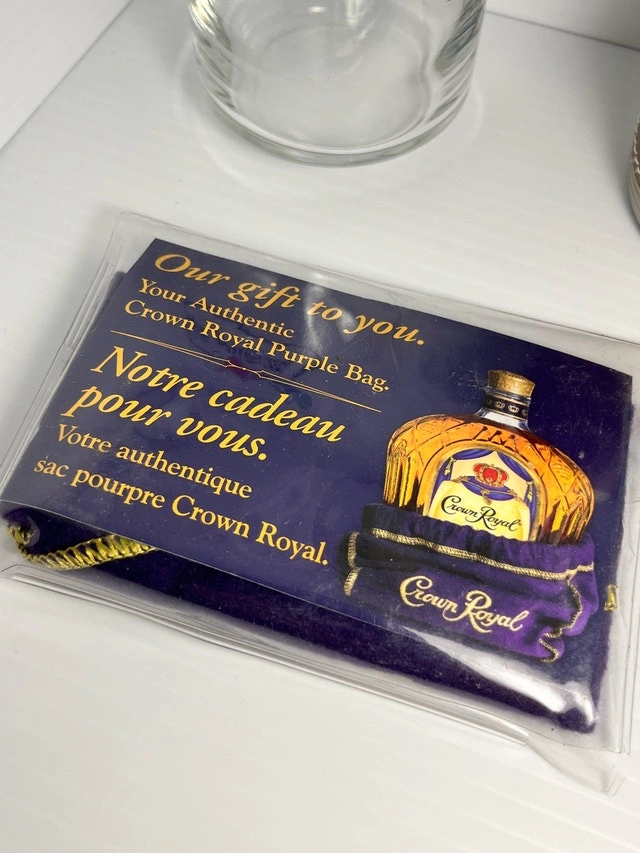 Our gift to you.
Your Authentic
Crown Royal Purple Bag.
Notre cadeau
pour vous.
Votre authentique
sac pourpre Crown Royal.
Crown Royal
Crown Royal